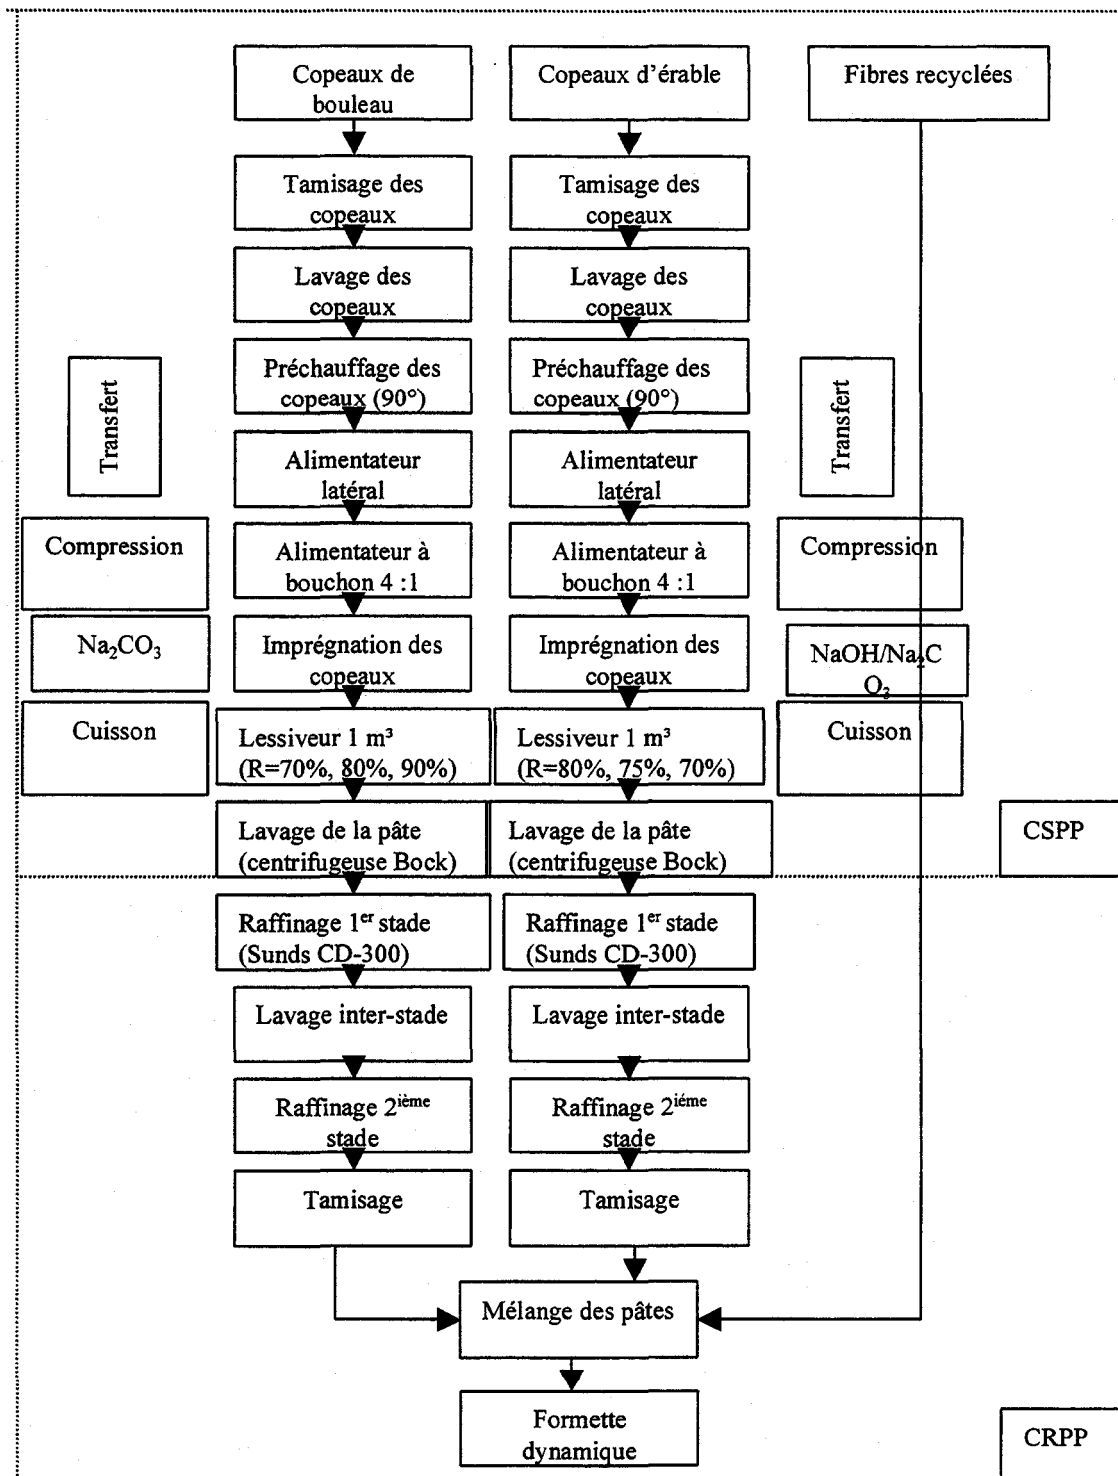 Copeaux de
bouleau
Copeaux d'érable
Fibres recyclées
Tamisage des
copeaux
Tamisage des
copeaux
Lavage des
copeaux
Lavage des
copeaux
Transfert
Préchauffage des
copeaux (90°)
Préchauffage des
copeaux (90°)
Transfert
Alimentateur
latéral
Alimentateur
latéral
Compression
Alimentateur à
bouchon 4 :1
Alimentateur à
bouchon 4 :1
Compression
Na₂CO₃
Imprégnation des
copeaux
Imprégnation des
copeaux
NaOH/Na₂C
O₃
Cuisson
Lessiveur 1 m³
(R=70%, 80%, 90%)
Lessiveur 1 m³
(R=80%, 75%, 70%)
Cuisson
Lavage de la pâte
(centrifugeuse Bock)
Lavage de la pâte
(centrifugeuse Bock)
CSPP
Raffinage 1er stade
(Sunds CD-300)
Raffinage 1er stade
(Sunds CD-300)
Lavage inter-stade
Lavage inter-stade
Raffinage 2ième
stade
Raffinage 2iéme
stade
Tamisage
Tamisage
Mélange des pâtes
Formette
dynamique
CRPP